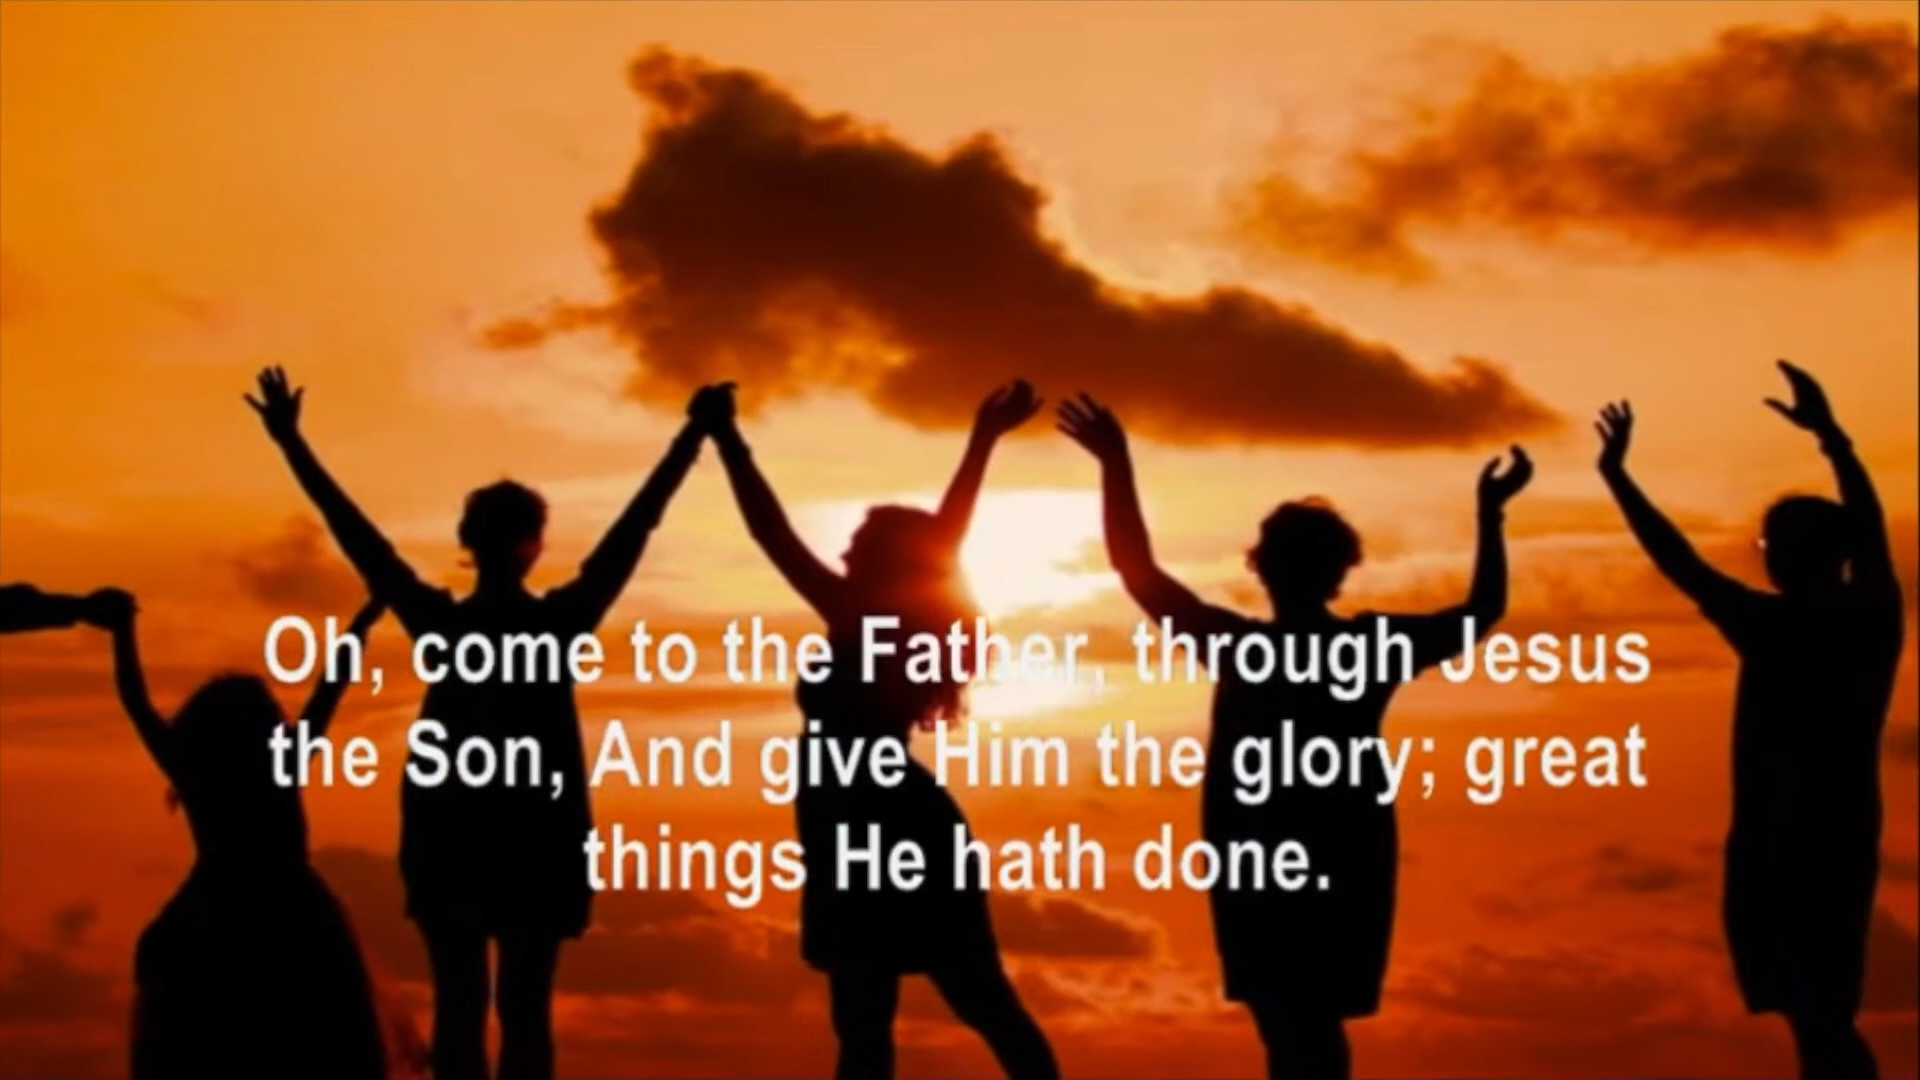 Oh, come to the Father, through Jesus
the Son, And give Him the glory; great
things He hath done.